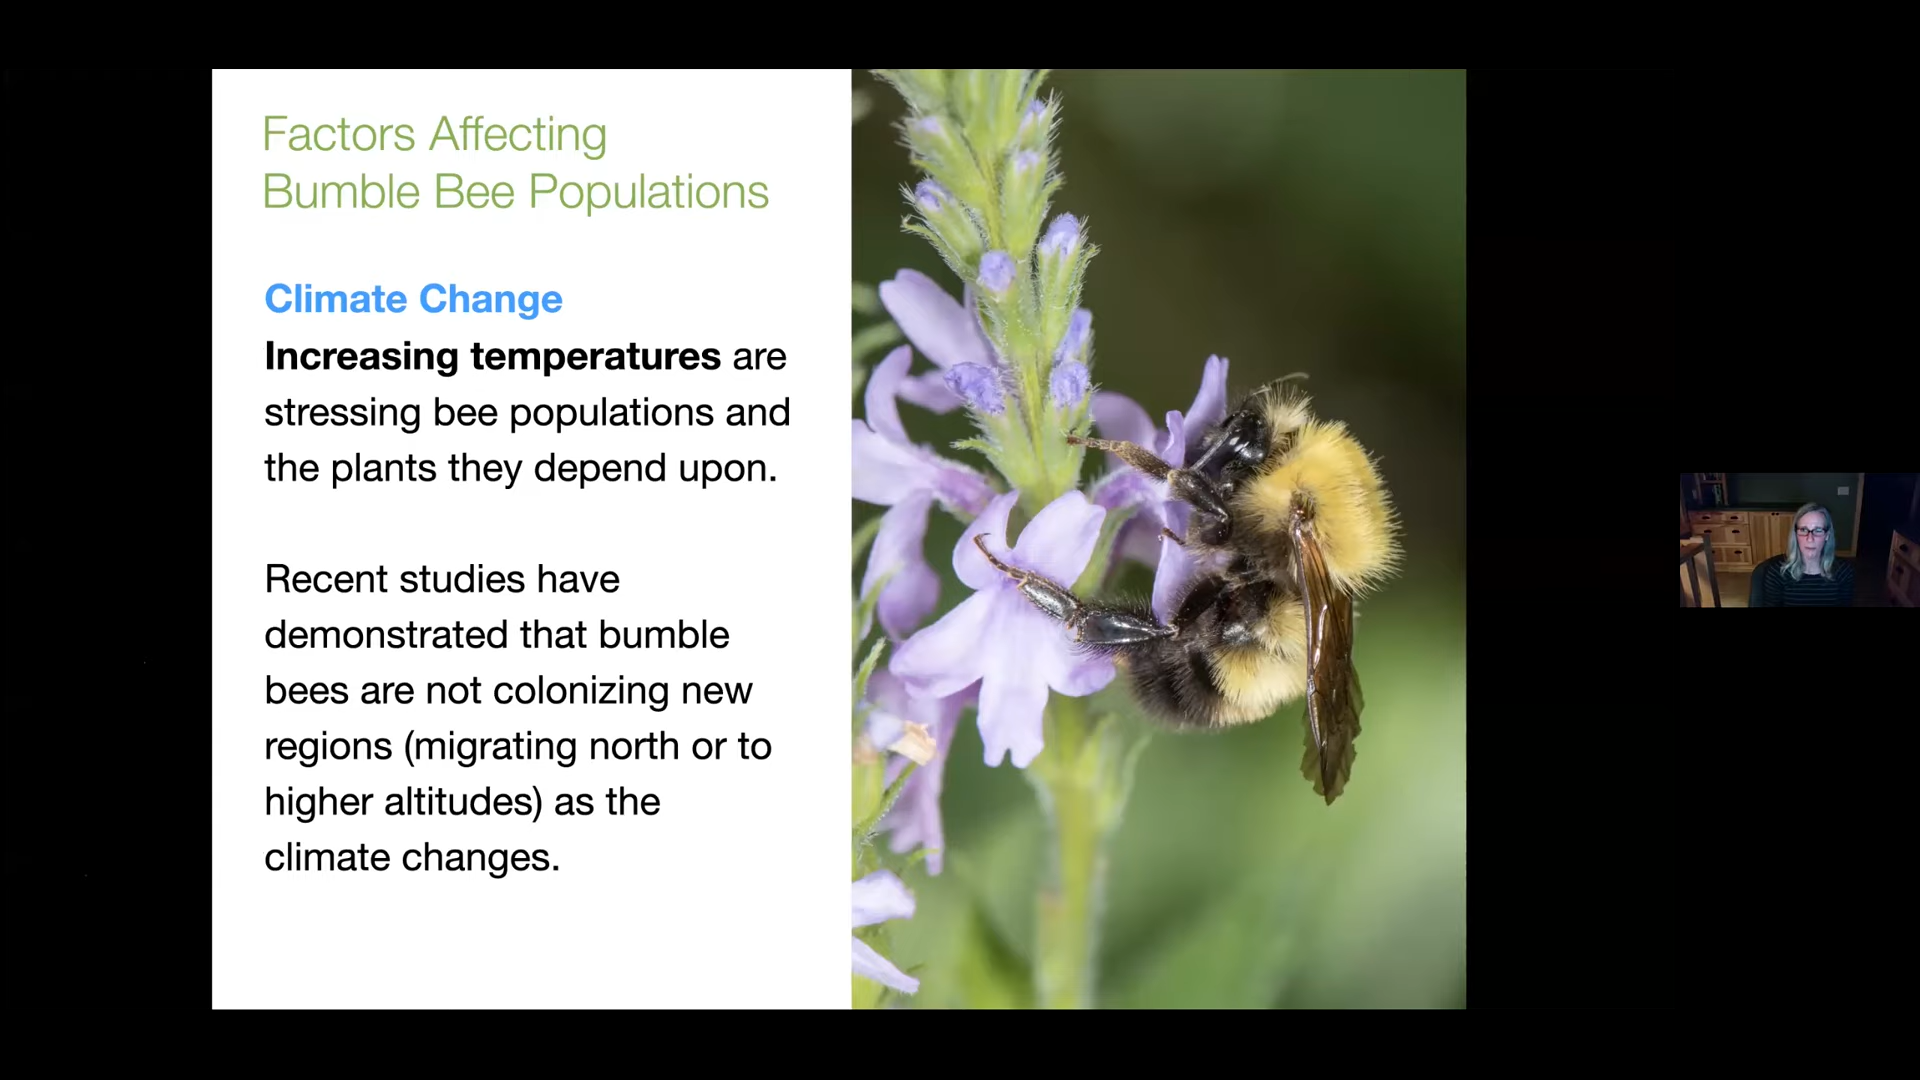 Factors Affecting
Bumble Bee Populations
Climate Change
Increasing temperatures are
stressing bee populations and
the plants they depend upon.
Recent studies have
demonstrated that bumble
bees are not colonizing new
regions (migrating north or to
higher altitudes) as the
climate changes.